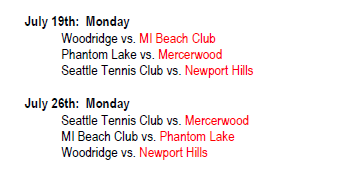 July 19th: Monday
Woodridge vs. MI Beach Club
Phantom Lake vs. Mercerwood
Seattle Tennis Club vs. Newport Hills
July 26th: Monday
Seattle Tennis Club vs. Mercerwood
MI Beach Club vs. Phantom Lake
Woodridge vs. Newport Hills